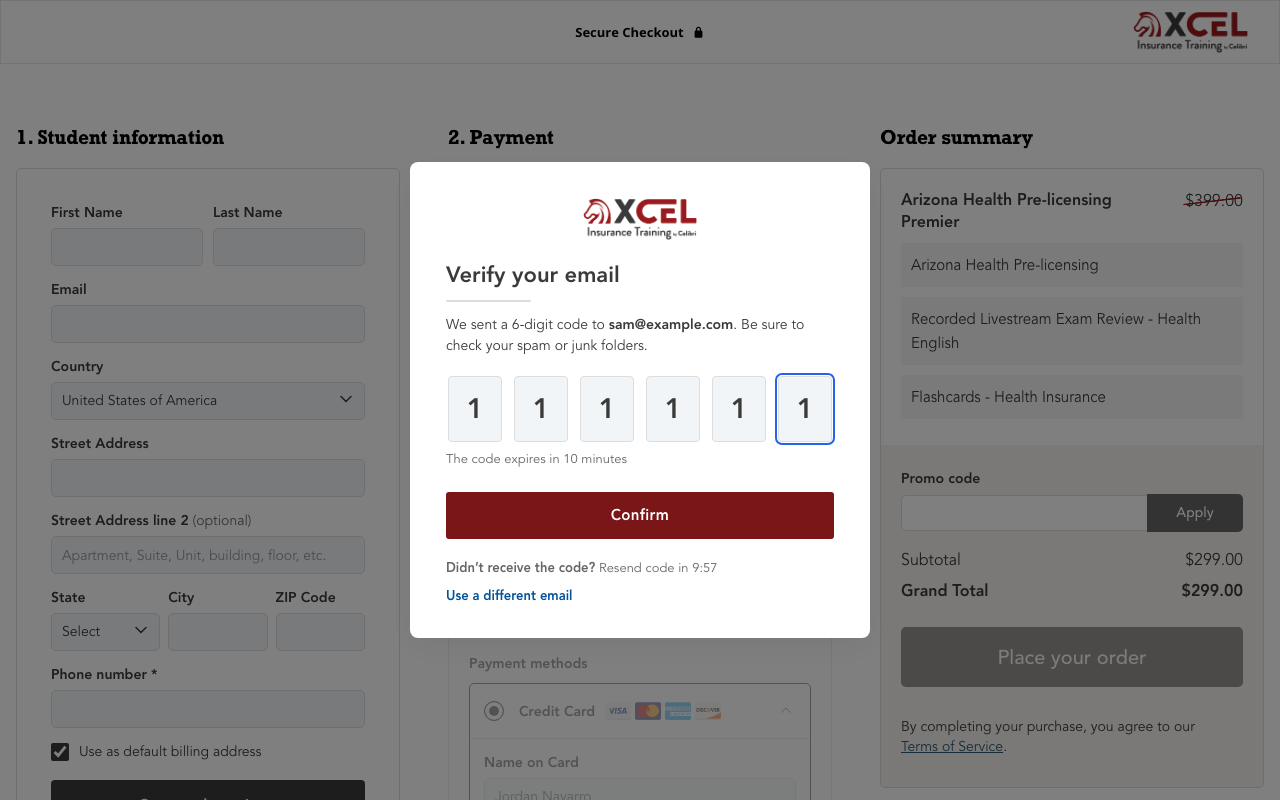 Secure Checkout
XCEL
Insurance Training by Colibri
1. Student information
First Name
Last Name
Email
Country
United States of America
Street Address
Street Address line 2 (optional)
Apartment, Suite, Unit, building, floor, etc.
State
City
ZIP Code
Select
Phone number *
Use as default billing address
2. Payment
XCEL
Insurance Training by Colibri
Verify your email
We sent a 6-digit code to sam@example.com. Be sure to
check your spam or junk folders.
1 1 1 1 1 1
The code expires in 10 minutes
Confirm
Didn’t receive the code? Resend code in 9:57
Use a different email
Payment methods
Credit Card VISA
DISCOVER
Name on Card
Jordan Navarro
Order summary
Arizona Health Pre-licensing
Premier
$399.00
Arizona Health Pre-licensing
Recorded Livestream Exam Review - Health
English
Flashcards - Health Insurance
Promo code
Apply
Subtotal $299.00
Grand Total $299.00
Place your order
By completing your purchase, you agree to our
Terms of Service.